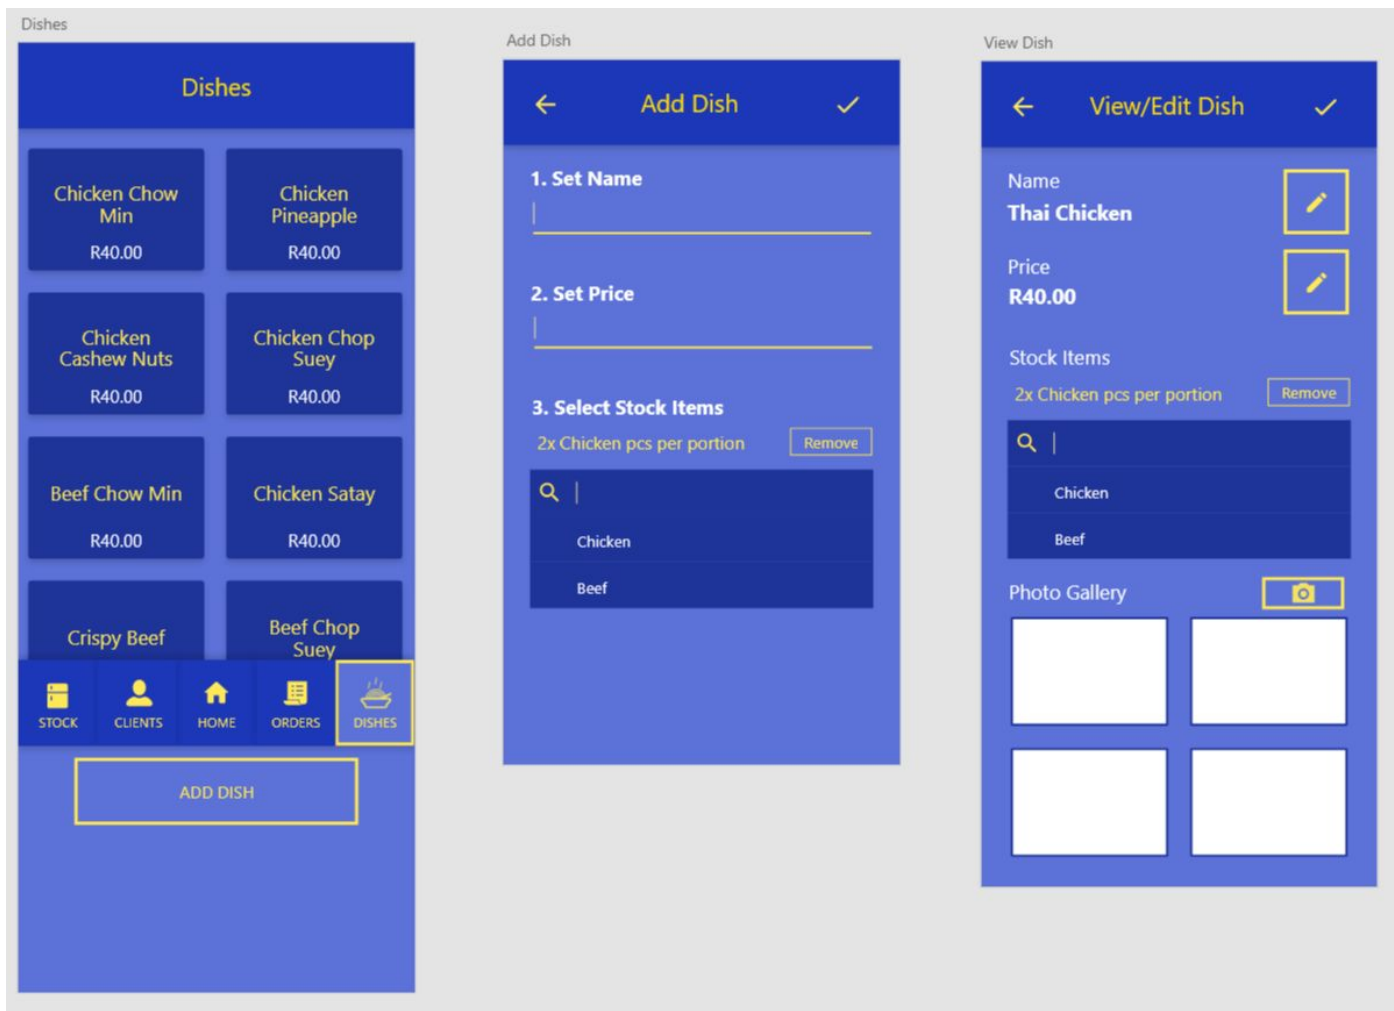 Dishes
Dishes
Chicken Chow
Min
R40.00
Chicken
Pineapple
R40.00
Chicken
Cashew Nuts
R40.00
Chicken Chop
Suey
R40.00
Beef Chow Min
R40.00
Chicken Satay
R40.00
Crispy Beef
Beef Chop
Suey
STOCK
CLIENTS
HOME
ORDERS
DISHES
ADD DISH
Add Dish
Add Dish
1. Set Name
2. Set Price
3. Select Stock Items
2x Chicken pcs per portion
Remove
Chicken
Beef
View Dish
View/Edit Dish
Name
Thai Chicken
Price
R40.00
Stock Items
2x Chicken pcs per portion
Remove
Chicken
Beef
Photo Gallery